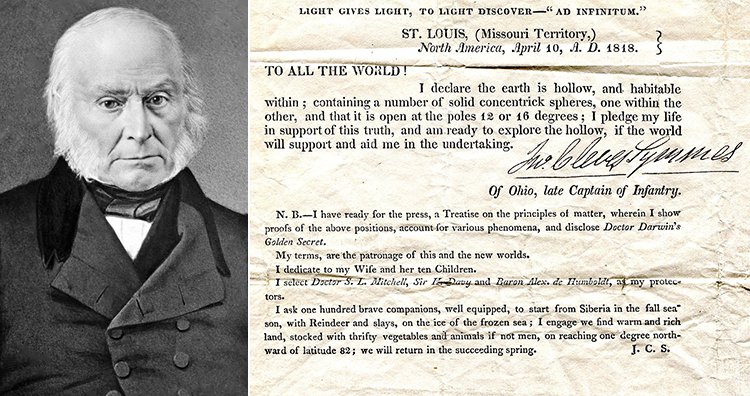 LIGHT GIVES LIGHT, TO LIGHT DISCOVER—"AD INFINITUM."
ST. LOUIS, (Missouri Territory,)
North America, April 10, A. D. 1818.
TO ALL THE WORLD!
I declare the earth is hollow, and habitable
within; containing a number of solid concentrick spheres, one within the
other, and that it is open at the poles 12 or 16 degrees; I pledge my life
in support of this truth, and am ready to explore the hollow, if the world
will support and aid me in the undertaking.
Jno. Cleves Symmes
Of Ohio, late Captain of Infantry.
N. B.—I have ready for the press, a Treatise on the principles of matter, wherein I show
proofs of the above positions, account for various phenomena, and disclose Doctor Darwin's
Golden Secret.
My terms, are the patronage of this and the new worlds.
I dedicate to my Wife and her ten Children.
I select Doctor S. L. Mitchell, Sir H. Davy and Baron Alex. de Humboldt, as my protec-
tors.
I ask one hundred brave companions, well equipped, to start from Siberia in the fall sea-
son, with Reindeer and slays, on the ice of the frozen sea; I engage we find warm and rich
land, stocked with thrifty vegetables and animals if not men, on reaching one degree north-
ward of latitude 82; we will return in the succeeding spring. J. C. S.